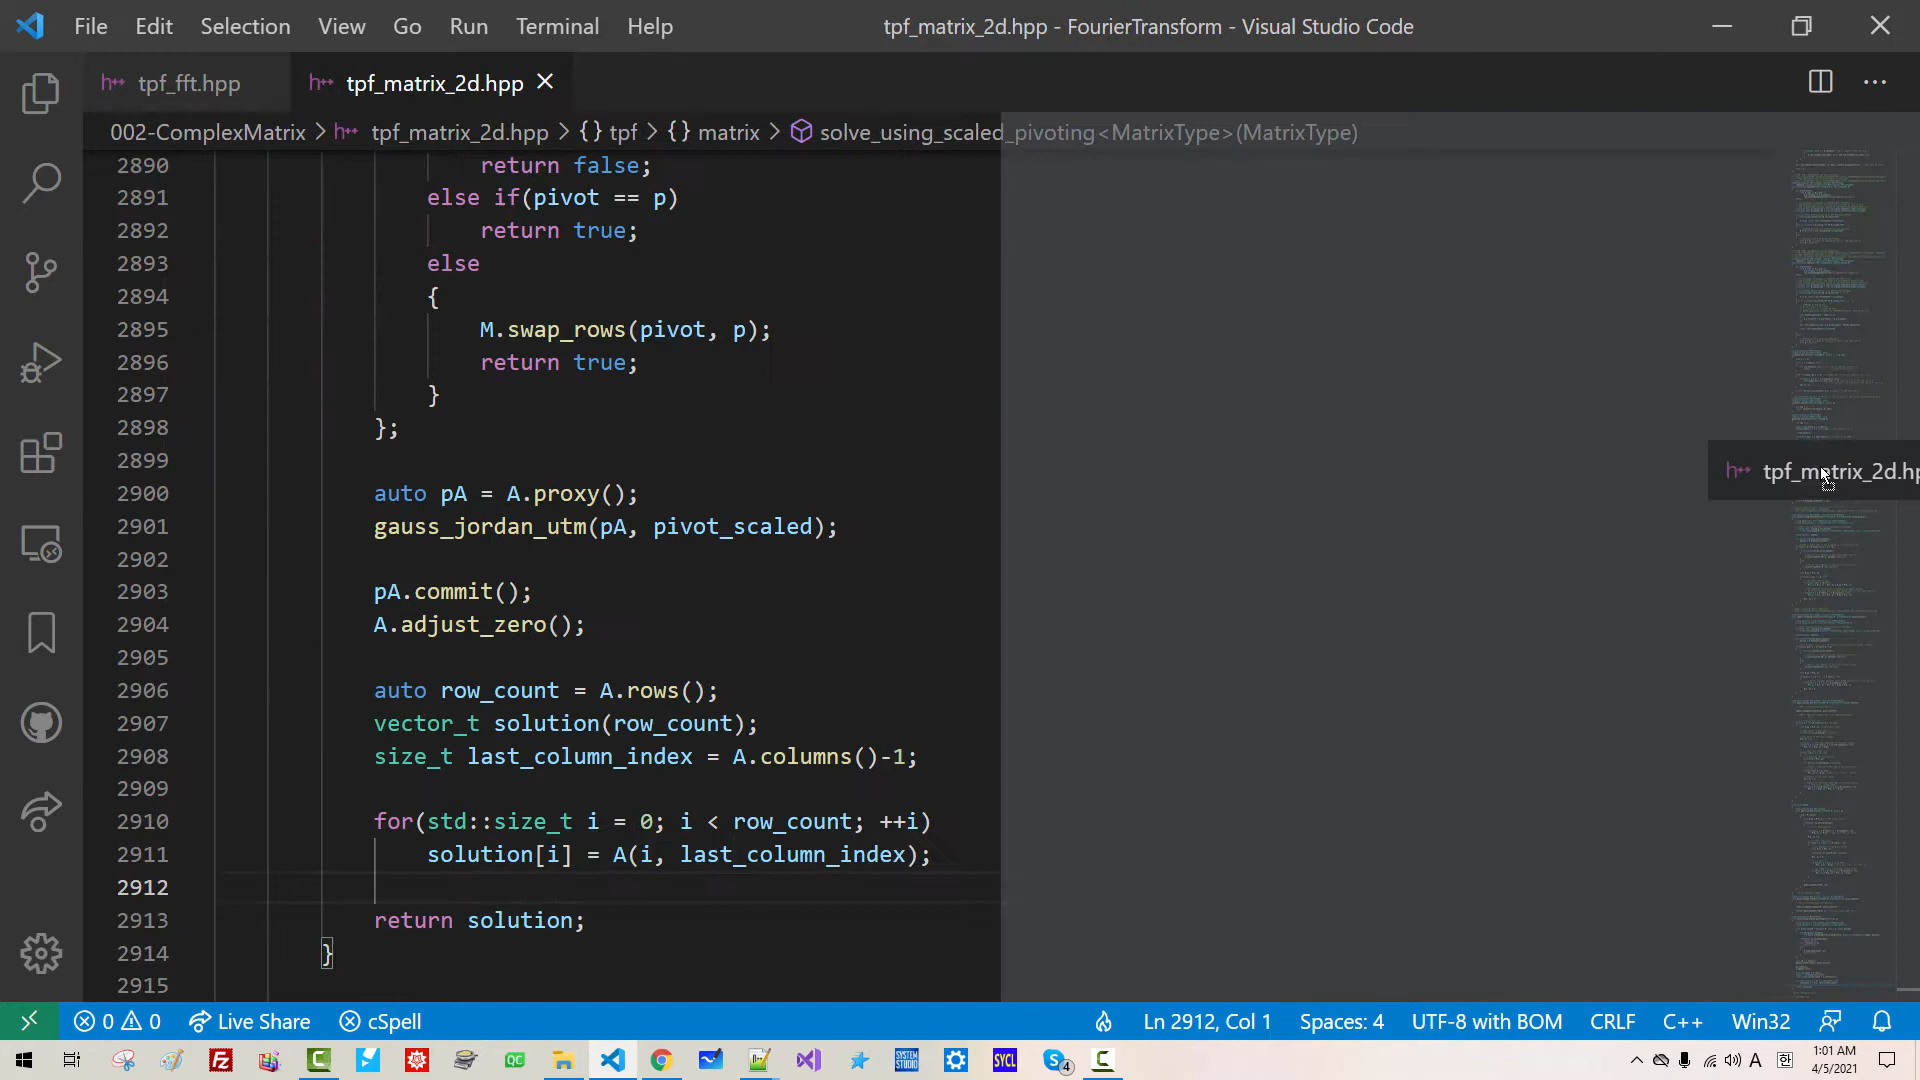 File Edit Selection View Go Run Terminal Help tpf_matrix_2d.hpp - FourierTransform - Visual Studio Code
h++ tpf_fft.hpp h++ tpf_matrix_2d.hpp
002-ComplexMatrix > h++ tpf_matrix_2d.hpp > {} tpf > {} matrix > solve_using_scaled_pivoting<MatrixType>(MatrixType)
2890 return false;
2891 else if(pivot == p)
2892 return true;
2893 else
2894 {
2895 M.swap_rows(pivot, p);
2896 return true;
2897 }
2898 };
2899
2900 auto pA = A.proxy();
2901 gauss_jordan_utm(pA, pivot_scaled);
2902
2903 pA.commit();
2904 A.adjust_zero();
2905
2906 auto row_count = A.rows();
2907 vector_t solution(row_count);
2908 size_t last_column_index = A.columns()-1;
2909
2910 for(std::size_t i = 0; i < row_count; ++i)
2911 solution[i] = A(i, last_column_index);
2912
2913 return solution;
2914 }
2915
h++ tpf_matrix_2d.hp
0 0 Live Share cSpell Ln 2912, Col 1 Spaces: 4 UTF-8 with BOM CRLF C++ Win32
QC SYSTEM STUDIO SYCL 4 A 한 1:01 AM
4/5/2021